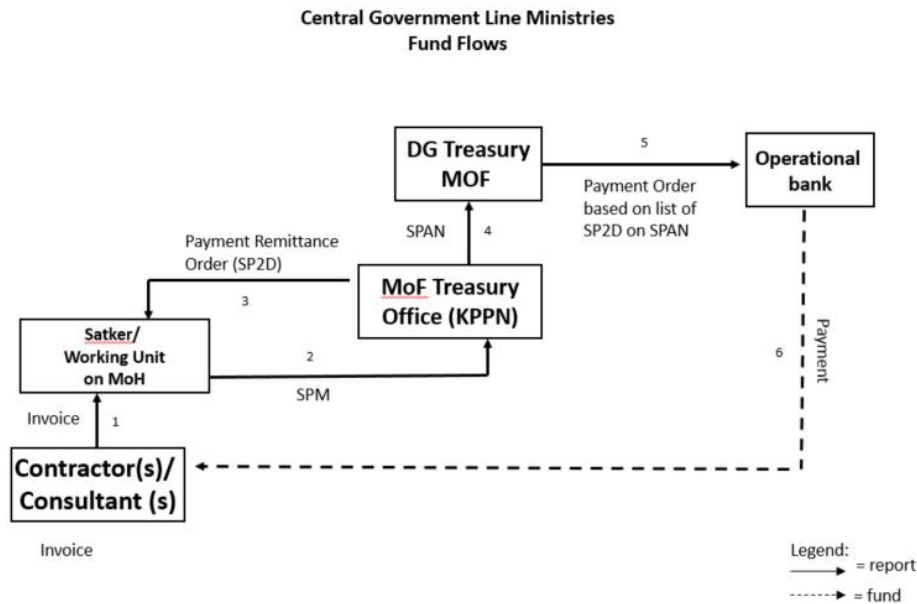 Central Government Line Ministries
Fund Flows
DG Treasury
MOF
5
Payment Order
based on list of
SP2D on SPAN
Operational
bank
SPAN
4
Payment Remittance
Order (SP2D)
3
MoF Treasury
Office (KPPN)
Satker/
Working Unit
on MoH
2
SPM
6
Payment
Invoice
1
Contractor(s)/
Consultant (s)
Invoice
Legend:
= report
= fund